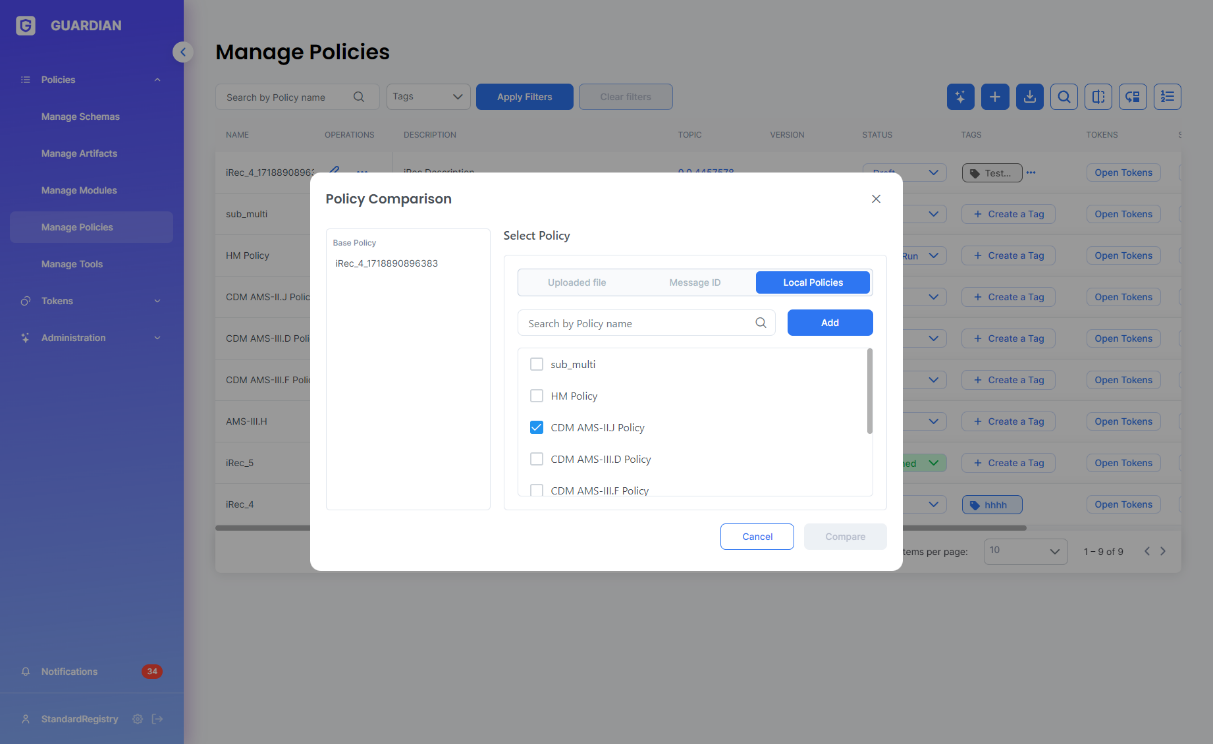 GUARDIAN
Policies
Manage Schemas
Manage Artifacts
Manage Modules
Manage Policies
Manage Tools
Tokens
Administration
Notifications 34
StandardRegistry
Manage Policies
Search by Policy name Tags Apply Filters Clear filters
NAME OPERATIONS DESCRIPTION TOPIC VERSION STATUS TAGS TOKENS
iRec_4_1718890896 iRec Description 0.0.4457578 Draft Test... Open Tokens
sub_multi + Create a Tag Open Tokens
HM Policy Run + Create a Tag Open Tokens
CDM AMS-II.J Polic + Create a Tag Open Tokens
CDM AMS-III.D Poli + Create a Tag Open Tokens
CDM AMS-III.F Polic + Create a Tag Open Tokens
AMS-III.H + Create a Tag Open Tokens
iRec_5 ned + Create a Tag Open Tokens
iRec_4 hhhh Open Tokens
tems per page: 10 1 – 9 of 9
Policy Comparison
Base Policy
iRec_4_1718890896383
Select Policy
Uploaded file Message ID Local Policies
Search by Policy name Add
sub_multi
HM Policy
CDM AMS-II.J Policy
CDM AMS-III.D Policy
CDM AMS-III.F Policy
Cancel Compare